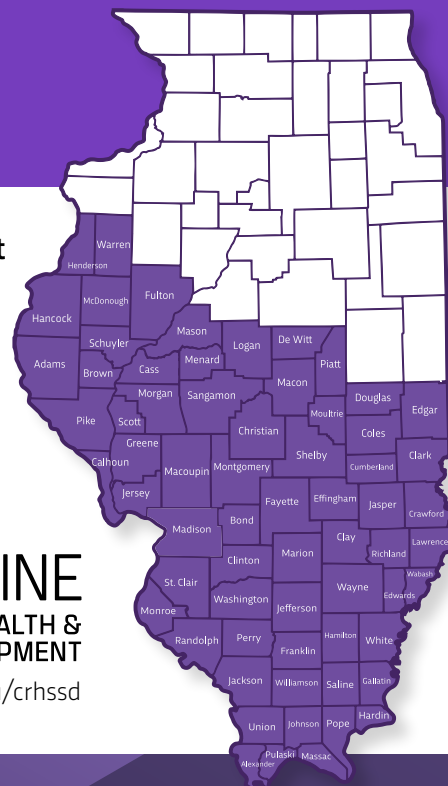 t
Warren
Henderson
McDonough
Fulton
Hancock
Mason
Logan
De Witt
Schuyler
Menard
Piatt
Adams
Brown
Cass
Macon
Morgan
Sangamon
Douglas
Edgar
Pike
Scott
Moultrie
Christian
Coles
Greene
Shelby
Clark
Calhoun
Macoupin
Montgomery
Cumberland
Jersey
Fayette
Effingham
Jasper
Crawford
Madison
Bond
Clay
Lawrence
Marion
Richland
INE
Clinton
Wabash
St. Clair
Wayne
Washington
Edwards
Jefferson
Monroe
ALTH &
Randolph
Perry
Hamilton
White
PMENT
Franklin
Jackson
Williamson
Saline
Gallatin
/crhssd
Hardin
Union
Johnson
Pope
Pulaski
Massac
Alexander